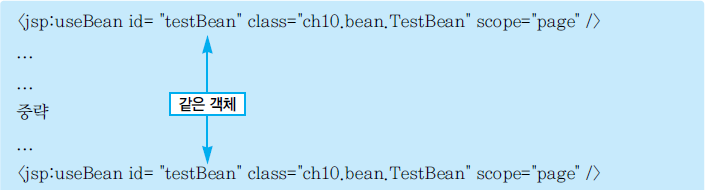 〈jsp:useBean id= "testBean" class="ch10.bean.TestBean" scope="page" /〉
...
...
중략
같은 객체
...
〈jsp:useBean id= "testBean" class="ch10.bean.TestBean" scope="page" /〉